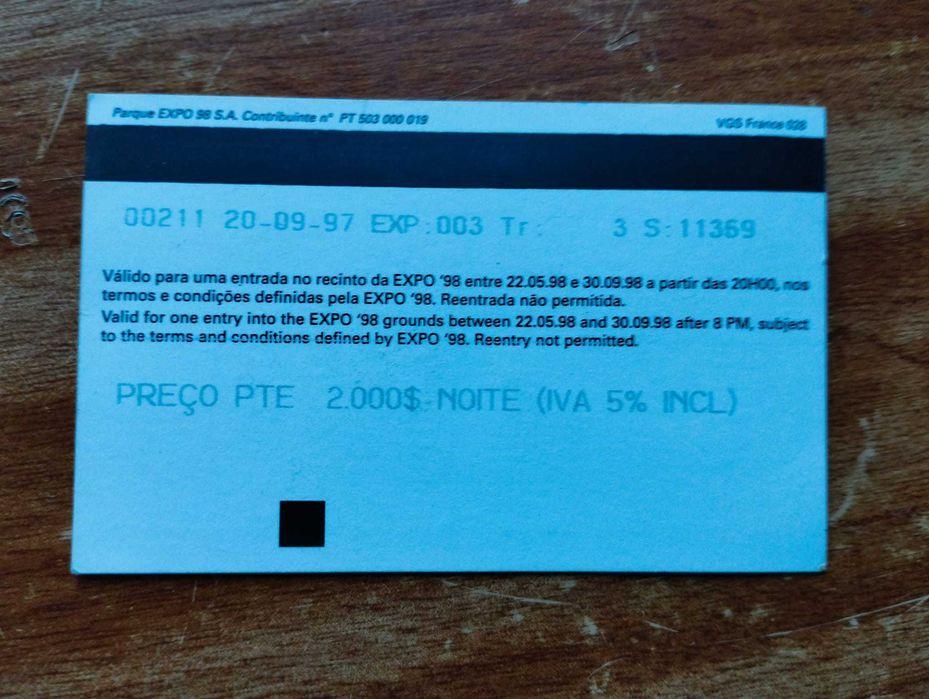 Parque EXPO 98 S.A. Contribuinte n° PT 503 000 019
VGS France 028
00211 20-09-97 EXP:003 Tr: 3 S:11369
Válido para uma entrada no recinto da EXPO '98 entre 22.05.98 e 30.09.98 a partir das 20H00, nos
termos e condições definidas pela EXPO '98. Reentrada não permitida.
Valid for one entry into the EXPO '98 grounds between 22.05.98 and 30.09.98 after 8 PM, subject
to the terms and conditions defined by EXPO '98. Reentry not permitted.
PREÇO PTE 2.000$ NOITE (IVA 5% INCL)